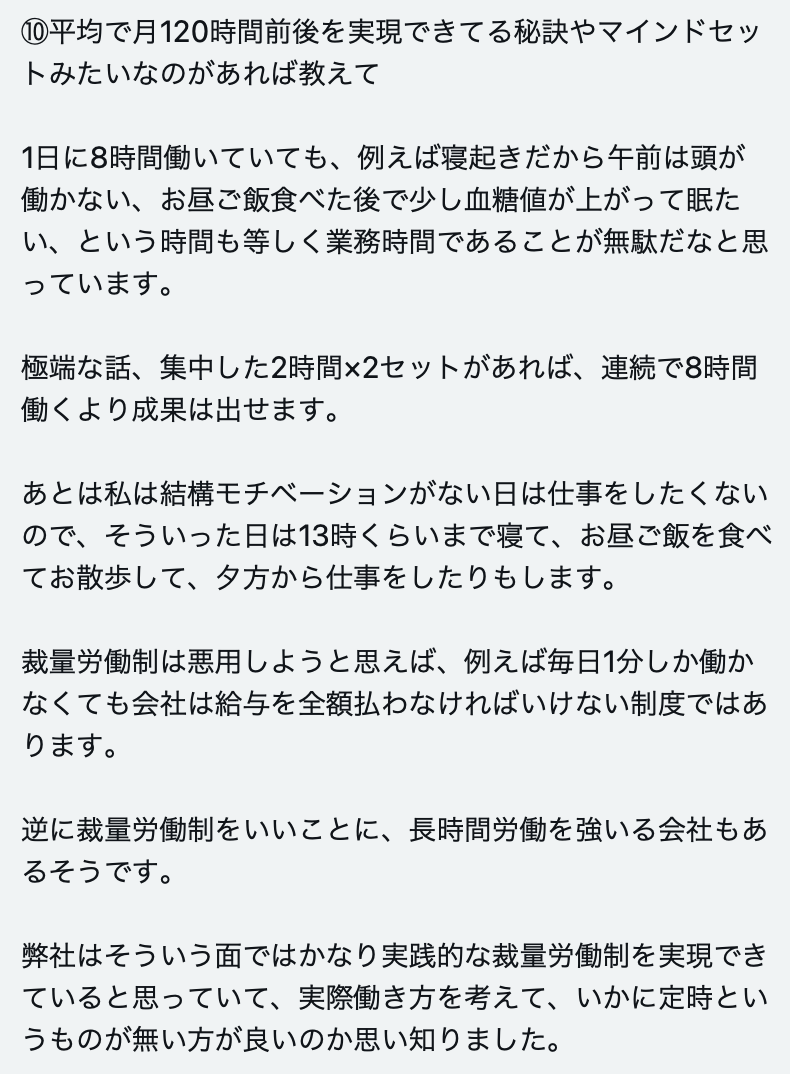 ⑩平均で月120時間前後を実現できてる秘訣やマインドセッ
トみたいなのがあれば教えて
1日に8時間働いていても、例えば寝起きだから午前は頭が
働かない、お昼ご飯食べた後で少し血糖値が上がって眠た
い、という時間も等しく業務時間であることが無駄だなと思
っています。
極端な話、集中した2時間×2セットがあれば、連続で8時間
働くより成果は出せます。
あとは私は結構モチベーションがない日は仕事をしたくない
ので、そういった日は13時くらいまで寝て、お昼ご飯を食べ
てお散歩して、夕方から仕事をしたりもします。
裁量労働制は悪用しようと思えば、例えば毎日1分しか働か
なくても会社は給与を全額払わなければいけない制度ではあ
ります。
逆に裁量労働制をいいことに、長時間労働を強いる会社もあ
るそうです。
弊社はそういう面ではかなり実践的な裁量労働制を実現でき
ていると思っていて、実際働き方を考えて、いかに定時とい
うものが無い方が良いのか思い知りました。